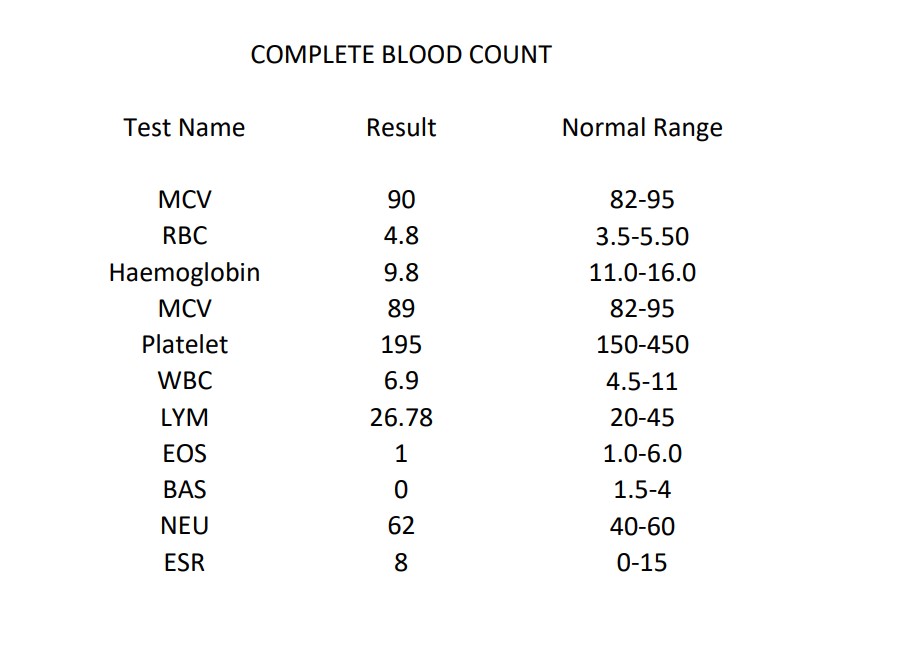 COMPLETE BLOOD COUNT
Test Name Result Normal Range
MCV 90 82-95
RBC 4.8 3.5-5.50
Haemoglobin 9.8 11.0-16.0
MCV 89 82-95
Platelet 195 150-450
WBC 6.9 4.5-11
LYM 26.78 20-45
EOS 1 1.0-6.0
BAS 0 1.5-4
NEU 62 40-60
ESR 8 0-15